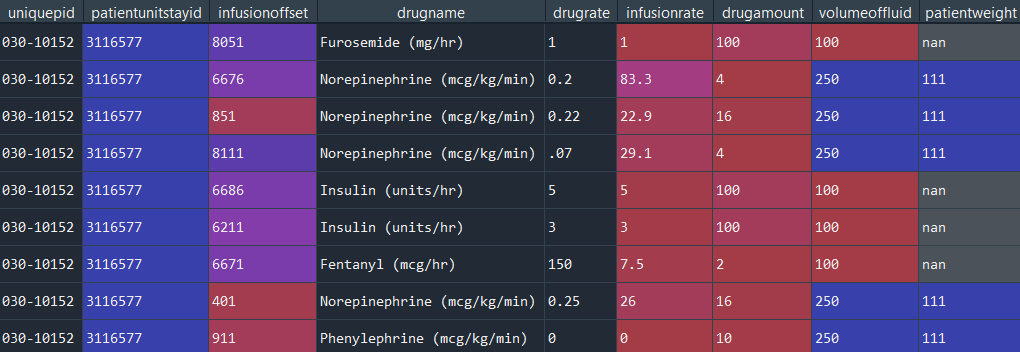 uniquepid patientunitstayid infusionoffset drugname drugrate infusionrate drugamount volumeoffluid patientweight
030-10152 3116577 8051 Furosemide (mg/hr) 1 1 100 100 nan
030-10152 3116577 6676 Norepinephrine (mcg/kg/min) 0.2 83.3 4 250 111
030-10152 3116577 851 Norepinephrine (mcg/kg/min) 0.22 22.9 16 250 111
030-10152 3116577 8111 Norepinephrine (mcg/kg/min) .07 29.1 4 250 111
030-10152 3116577 6686 Insulin (units/hr) 5 5 100 100 nan
030-10152 3116577 6211 Insulin (units/hr) 3 3 100 100 nan
030-10152 3116577 6671 Fentanyl (mcg/hr) 150 7.5 2 100 nan
030-10152 3116577 401 Norepinephrine (mcg/kg/min) 0.25 26 16 250 111
030-10152 3116577 911 Phenylephrine (mcg/kg/min) 0 0 10 250 111